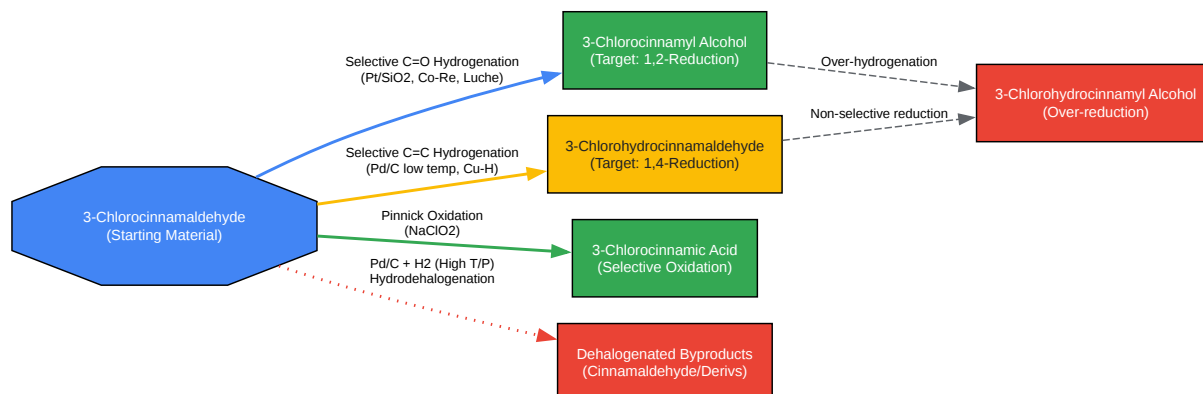 3-Chlorocinnamaldehyde
(Starting Material)
Selective C=O Hydrogenation
(Pt/SiO2, Co-Re, Luche)
3-Chlorocinnamyl Alcohol
(Target: 1,2-Reduction)
Over-hydrogenation
3-Chlorohydrocinnamyl Alcohol
(Over-reduction)
Selective C=C Hydrogenation
(Pd/C low temp, Cu-H)
3-Chlorohydrocinnamaldehyde
(Target: 1,4-Reduction)
Non-selective reduction
Pinnick Oxidation
(NaClO2)
3-Chlorocinnamic Acid
(Selective Oxidation)
Pd/C + H2 (High T/P)
Hydrodehalogenation
Dehalogenated Byproducts
(Cinnamaldehyde/Derivs)